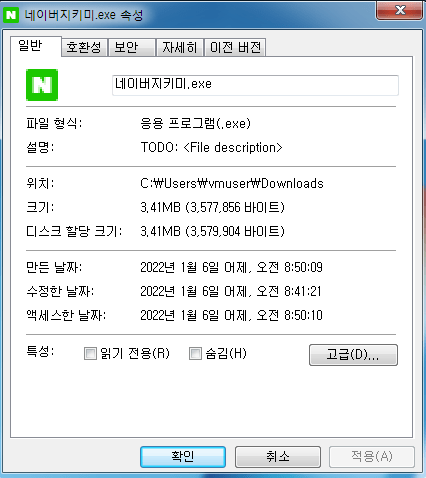 네이버지키미.exe 속성
일반 호환성 보안 자세히 이전 버전
N
네이버지키미.exe
파일 형식: 응용 프로그램(.exe)
설명: TODO: <File description>
위치: C:₩Users₩vmuser₩Downloads
크기: 3.41MB (3,577,856 바이트)
디스크 할당 크기: 3.41MB (3,579,904 바이트)
만든 날짜: 2022년 1월 6일 어제, 오전 8:50:09
수정한 날짜: 2022년 1월 6일 어제, 오전 8:41:21
액세스한 날짜: 2022년 1월 6일 어제, 오전 8:50:10
특성: 읽기 전용(R) 숨김(H) 고급(D)...
확인 취소 적용(A)